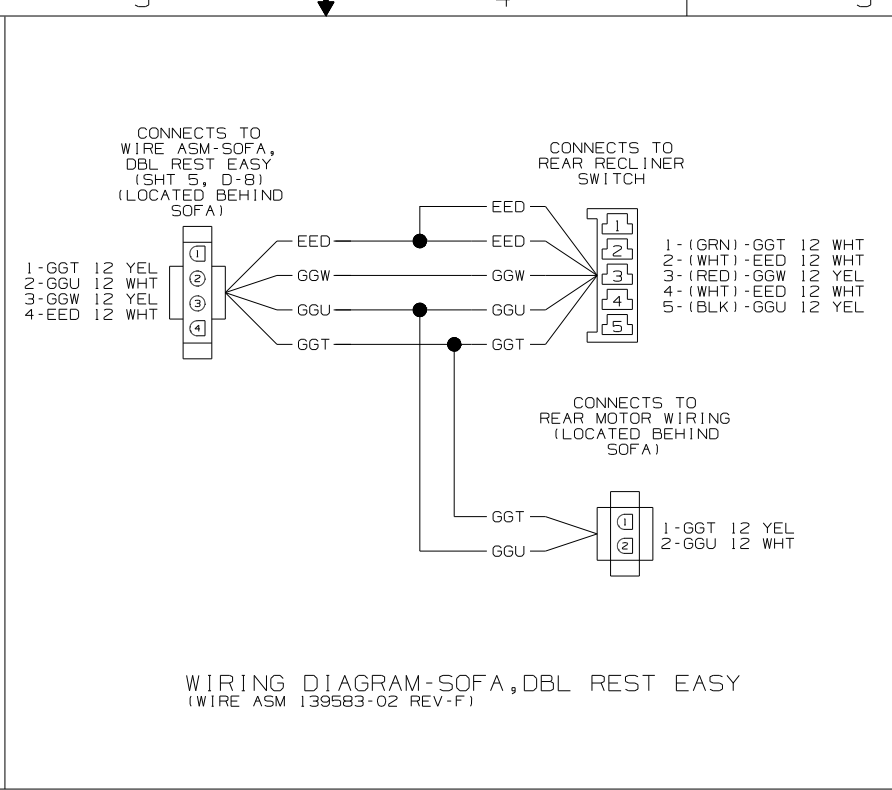 4
CONNECTS TO
WIRE ASM-SOFA,
DBL REST EASY
(SHT 5, D-8)
(LOCATED BEHIND
SOFA)
1-GGT 12 YEL
2-GGU 12 WHT
3-GGW 12 YEL
4-EED 12 WHT
1
2
3
4
EED
GGW
GGU
GGT
EED
EED
GGW
GGU
GGT
CONNECTS TO
REAR RECLINER
SWITCH
1
2
3
4
5
1-(GRN)-GGT 12 WHT
2-(WHT)-EED 12 WHT
3-(RED)-GGW 12 YEL
4-(WHT)-EED 12 WHT
5-(BLK)-GGU 12 YEL
CONNECTS TO
REAR MOTOR WIRING
(LOCATED BEHIND
SOFA)
GGT
GGU
1
2
1-GGT 12 YEL
2-GGU 12 WHT
WIRING DIAGRAM-SOFA,DBL REST EASY
(WIRE ASM 139583-02 REV-F)